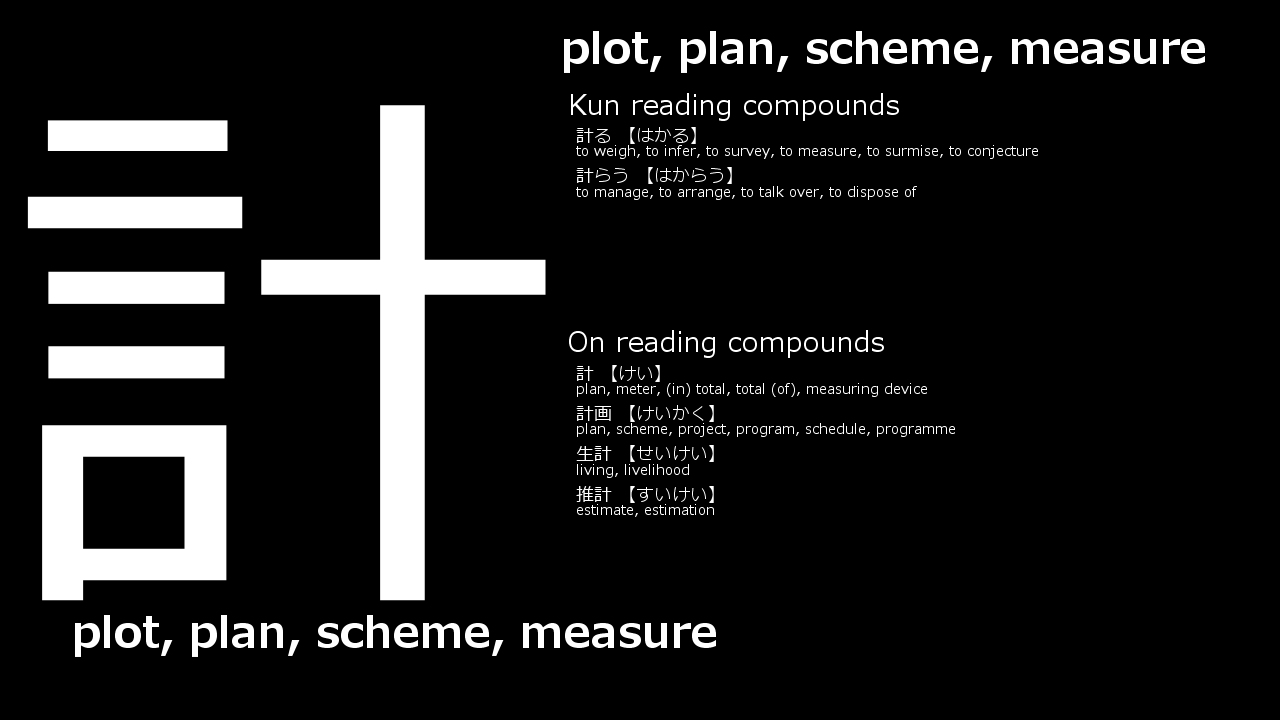 計
plot, plan, scheme, measure
Kun reading compounds
計る 【はかる】
to weigh, to infer, to survey, to measure, to surmise, to conjecture
計らう 【はからう】
to manage, to arrange, to talk over, to dispose of
On reading compounds
計 【けい】
plan, meter, (in) total, total (of), measuring device
計画 【けいかく】
plan, scheme, project, program, schedule, programme
生計 【せいけい】
living, livelihood
推計 【すいけい】
estimate, estimation
plot, plan, scheme, measure